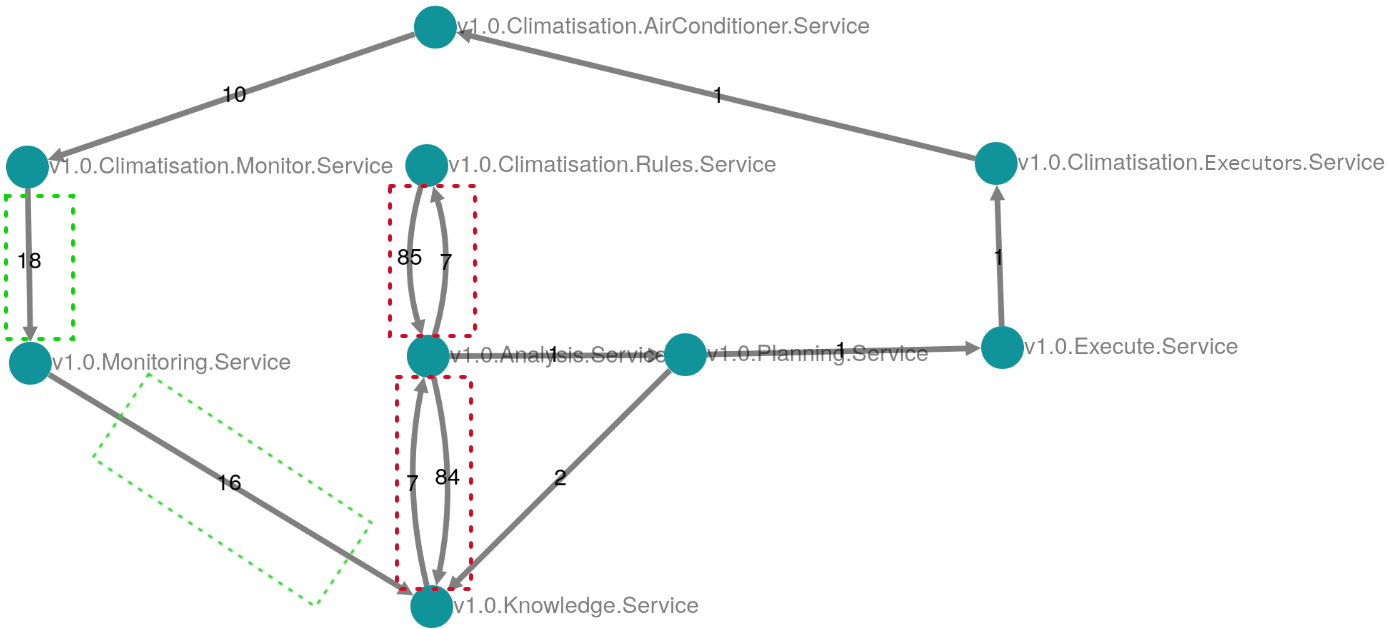 v1.0.Climatisation.AirConditioner.Service
10
1
v1.0.Climatisation.Monitor.Service
v1.0.Climatisation.Rules.Service
v1.0.Climatisation.Executors.Service
18
85
7
1
v1.0.Monitoring.Service
v1.0.Analysis.Service
1
v1.0.Planning.Service
1
v1.0.Execute.Service
16
7
84
2
v1.0.Knowledge.Service